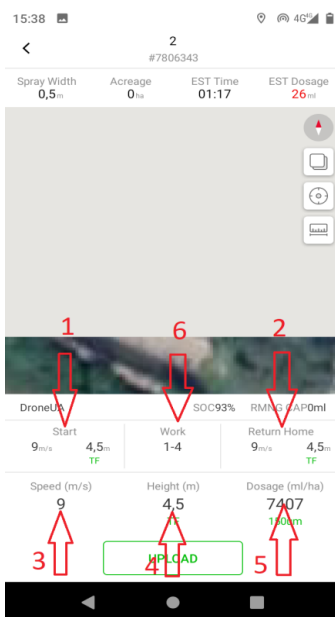 15:38 4G
2
#7806343
Spray Width Acreage EST Time EST Dosage
0,5m 0ha 01:17 26ml
1 6 2
DroneUA SOC93% RMNG CAP0ml
Start Work Return Home
9m/s 4,5m 1-4 9m/s 4,5m
TF TF
Speed (m/s) Height (m) Dosage (ml/ha)
9 4,5 7407
TF 150cm
3 4 5
UPLOAD